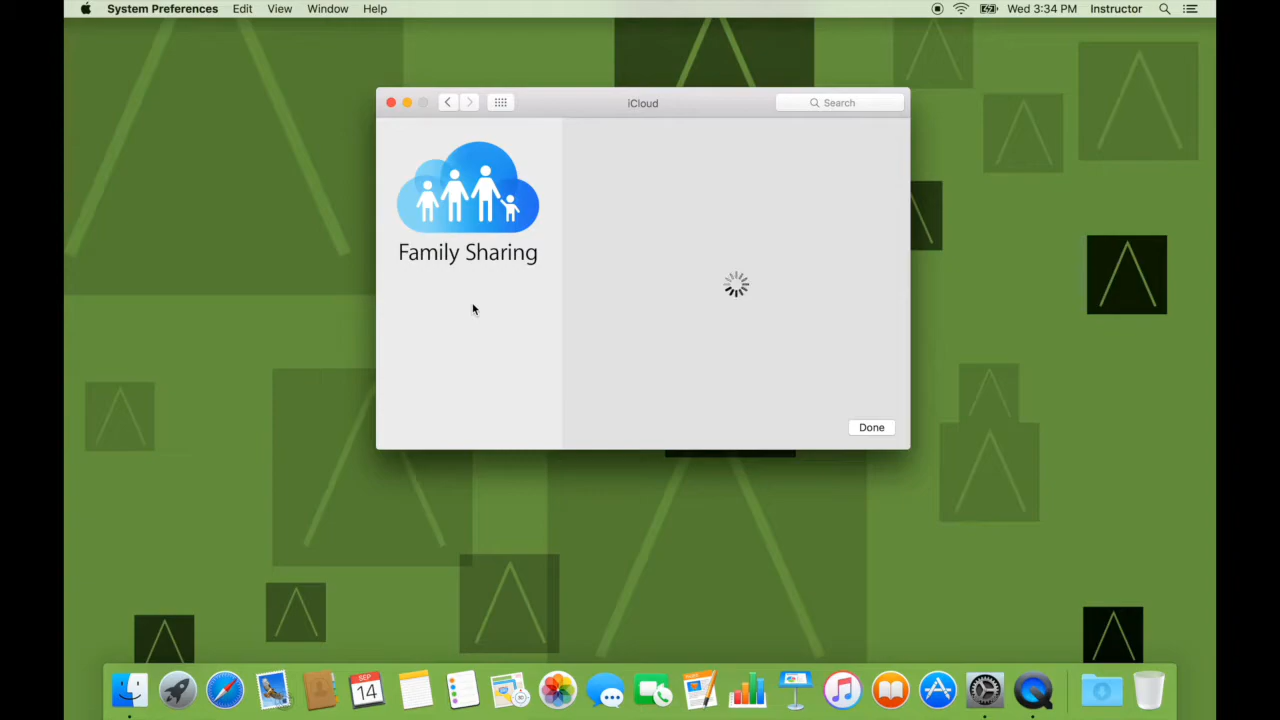 System Preferences Edit View Window Help Wed 3:34 PM Instructor
iCloud Search
Family Sharing
Done
SEP
14